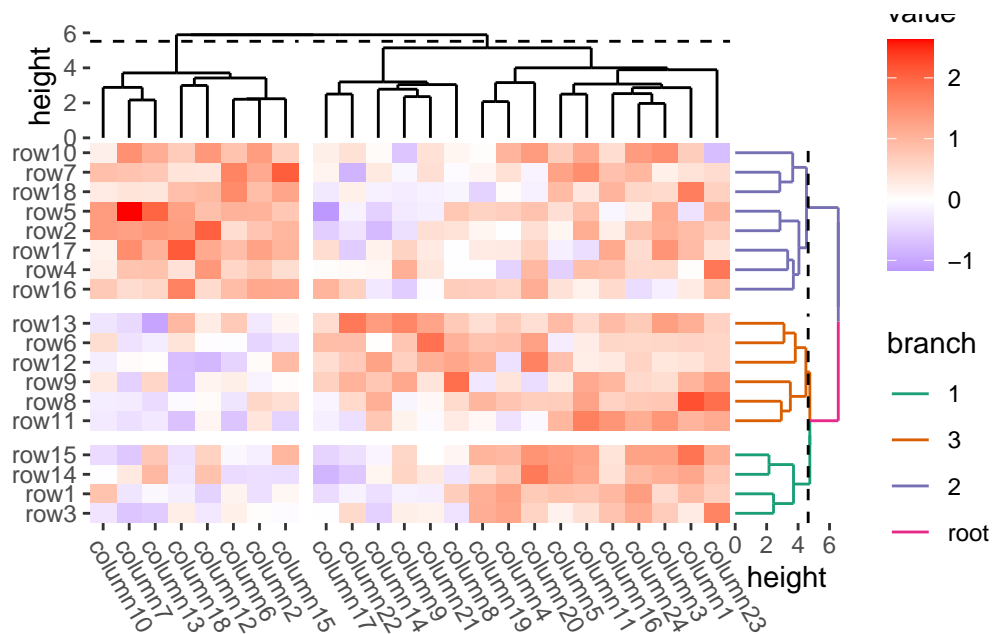 value
height
6
4
2
0
2
1
0
−1
row10
row7
row18
row5
row2
row17
row4
row16
row13
row6
row12
row9
row8
row11
row15
row14
row1
row3
branch
1
3
2
root
0 2 4 6
height
column10
column7
column13
column18
column12
column6
column2
column15
column17
column22
column14
column9
column21
column8
column19
column4
column20
column5
column11
column16
column24
column3
column1
column23